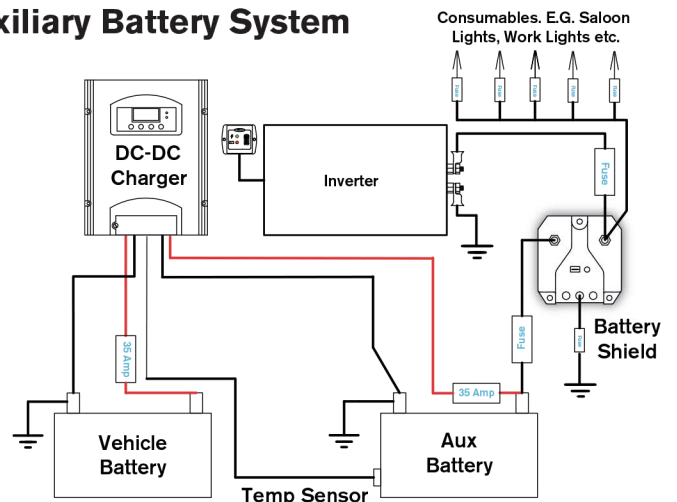 xiliary Battery System
Consumables. E.G. Saloon
Lights, Work Lights etc.
Fuse
Fuse
Fuse
Fuse
Fuse
DC-DC
Charger
Inverter
Fuse
Battery
Shield
Fuse
Fuse
35 Amp
35 Amp
Vehicle
Battery
Aux
Battery
Temp Sensor